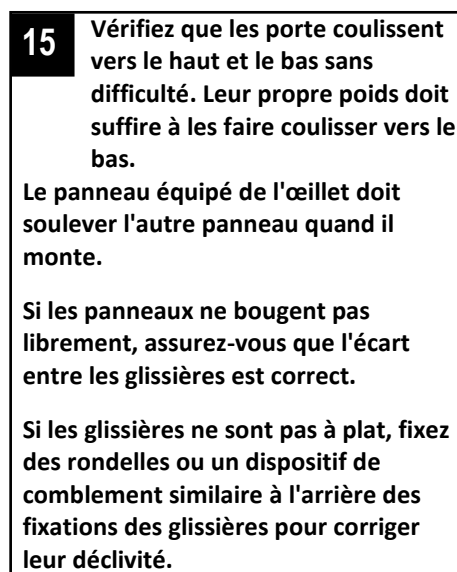 15
Vérifiez que les porte coulissent
vers le haut et le bas sans
difficulté. Leur propre poids doit
suffire à les faire coulisser vers le
bas.
Le panneau équipé de l'œillet doit
soulever l'autre panneau quand il
monte.
Si les panneaux ne bougent pas
librement, assurez-vous que l'écart
entre les glissières est correct.
Si les glissières ne sont pas à plat, fixez
des rondelles ou un dispositif de
comblement similaire à l'arrière des
fixations des glissières pour corriger
leur déclivité.